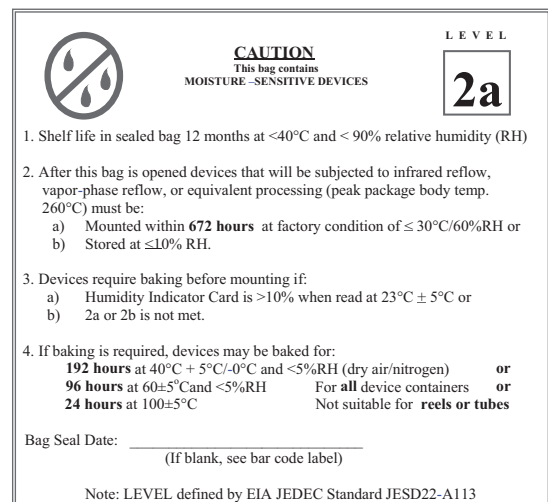 LEVEL
CAUTION
This bag contains
MOISTURE –SENSITIVE DEVICES
2a
1. Shelf life in sealed bag 12 months at <40°C and < 90% relative humidity (RH)
2. After this bag is opened devices that will be subjected to infrared reflow,
vapor-phase reflow, or equivalent processing (peak package body temp.
260°C) must be:
a) Mounted within 672 hours at factory condition of ≤ 30°C/60%RH or
b) Stored at ≤10% RH.
3. Devices require baking before mounting if:
a) Humidity Indicator Card is >10% when read at 23°C ± 5°C or
b) 2a or 2b is not met.
4. If baking is required, devices may be baked for:
192 hours at 40°C + 5°C/-0°C and <5%RH (dry air/nitrogen) or
96 hours at 60±5°Cand <5%RH For all device containers or
24 hours at 100±5°C Not suitable for reels or tubes
Bag Seal Date: ______________________________
(If blank, see bar code label)
Note: LEVEL defined by EIA JEDEC Standard JESD22-A113